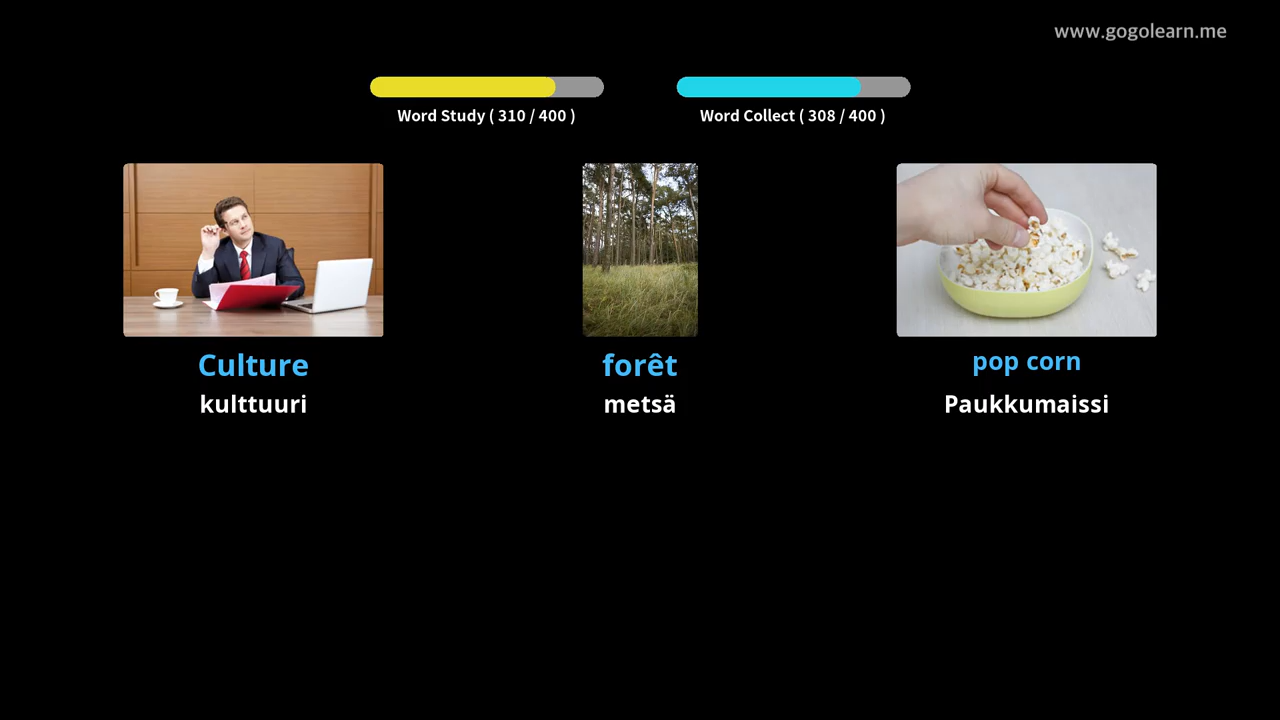 www.gogolearn.me
Word Study ( 310 / 400 )
Word Collect ( 308 / 400 )
Culture
kulttuuri
forêt
metsä
pop corn
Paukkumaissi